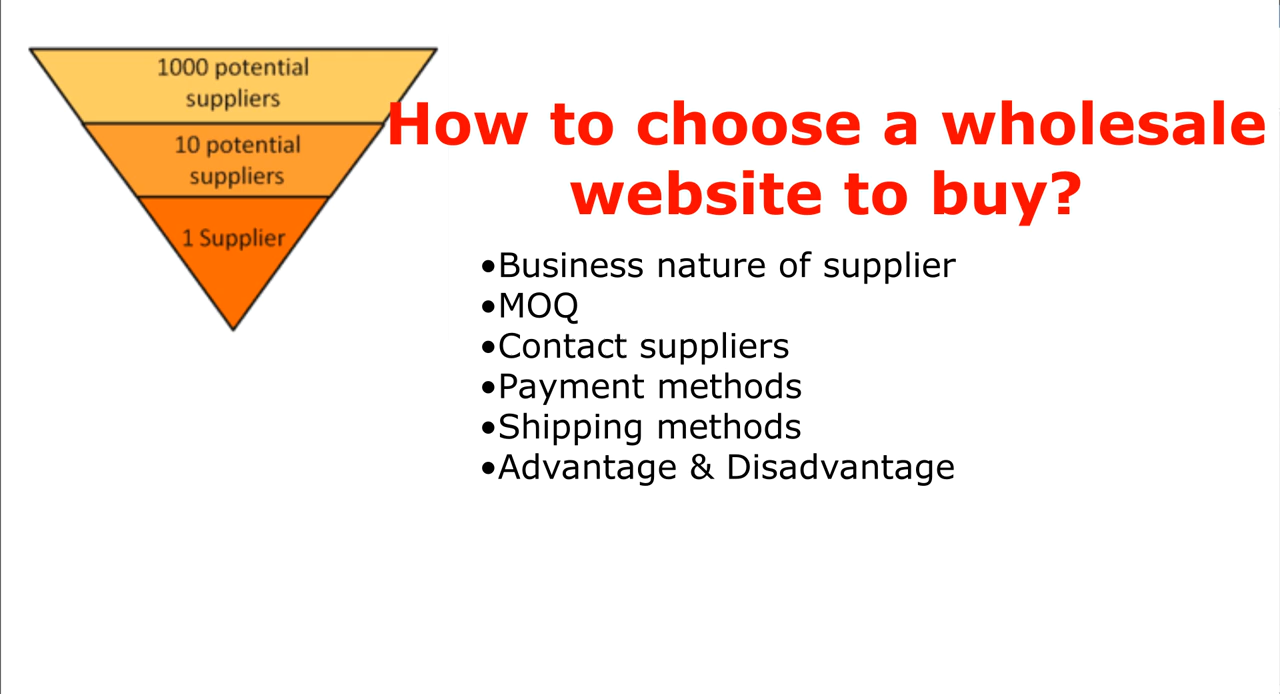 1000 potential
suppliers
10 potential
suppliers
1 Supplier
How to choose a wholesale
website to buy?
•Business nature of supplier
•MOQ
•Contact suppliers
•Payment methods
•Shipping methods
•Advantage & Disadvantage